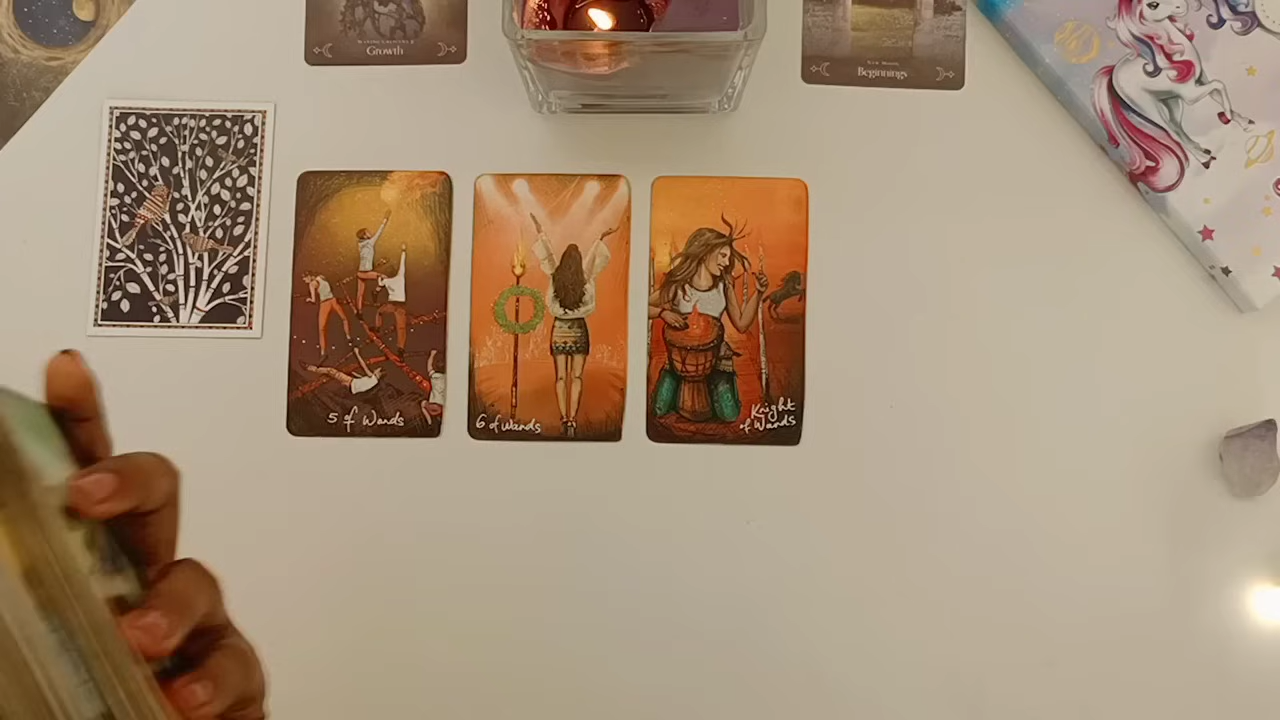 Growth
Beginnings
5 of Wands
6 of Wands
Knight
of Wands